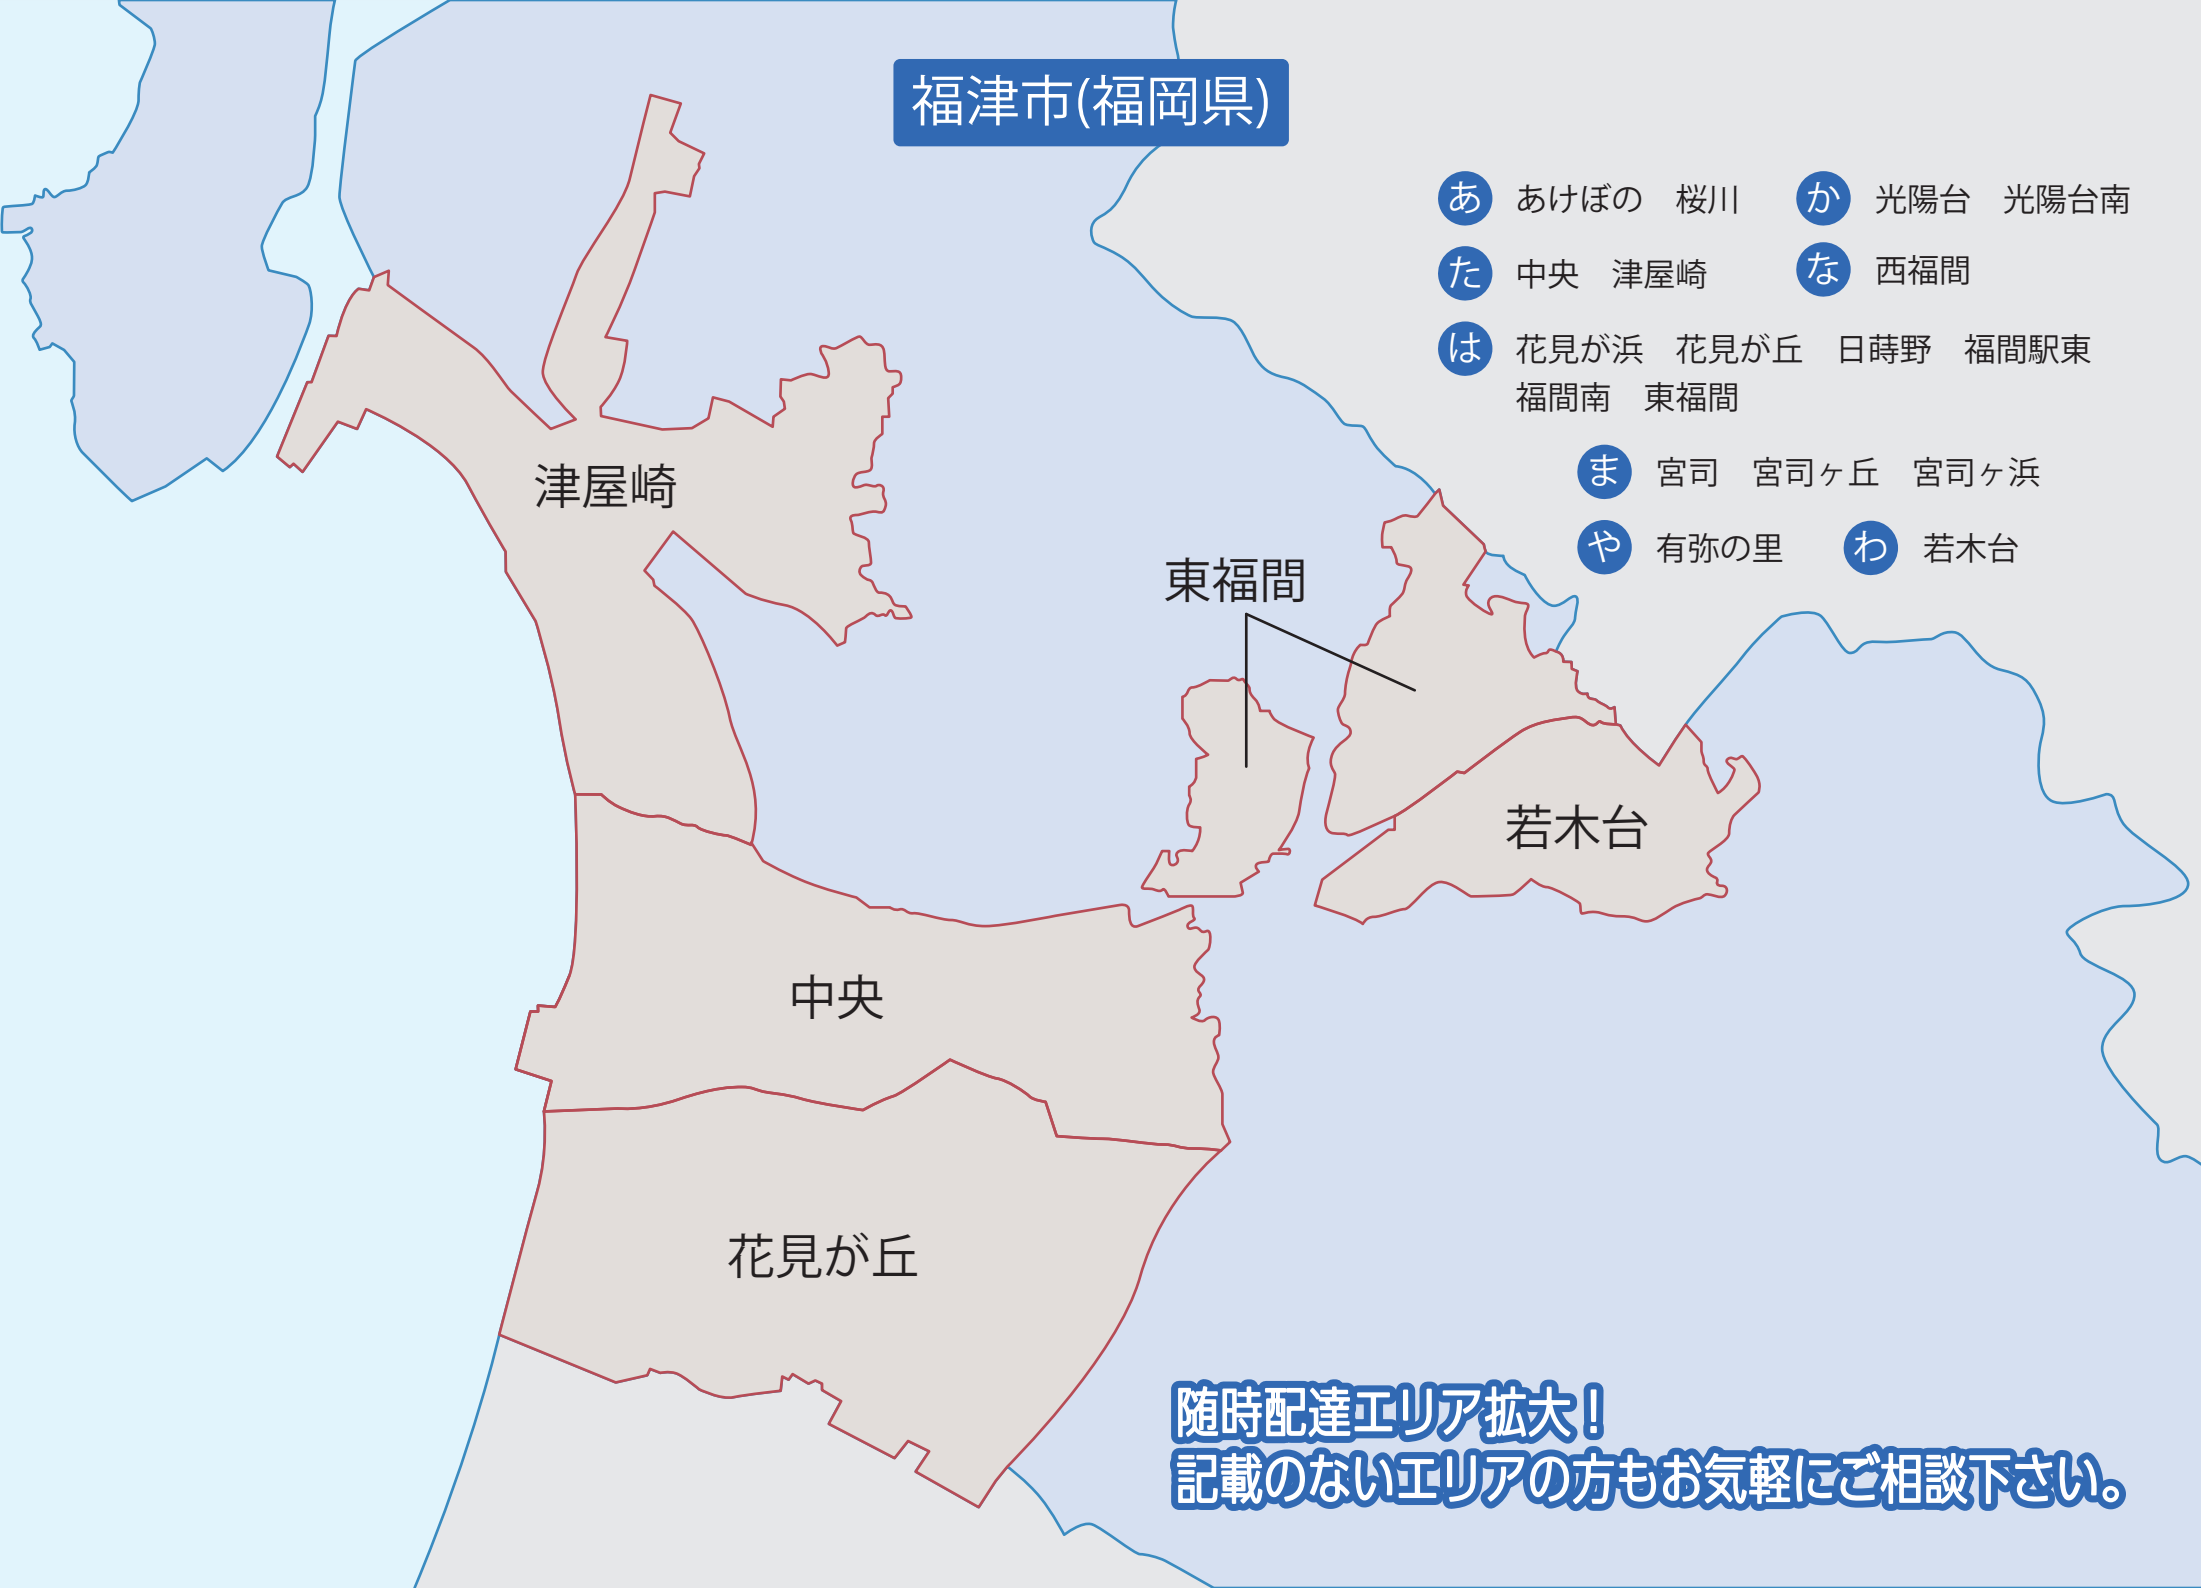 福津市(福岡県)
あ あけぼの 桜川 か 光陽台 光陽台南
た 中央 津屋崎 な 西福間
は 花見が浜 花見が丘 日蒔野 福間駅東
福間南 東福間
ま 宮司 宮司ヶ丘 宮司ヶ浜
や 有弥の里 わ 若木台
津屋崎
東福間
若木台
中央
花見が丘
随時配達エリア拡大！
記載のないエリアの方もお気軽にご相談下さい。